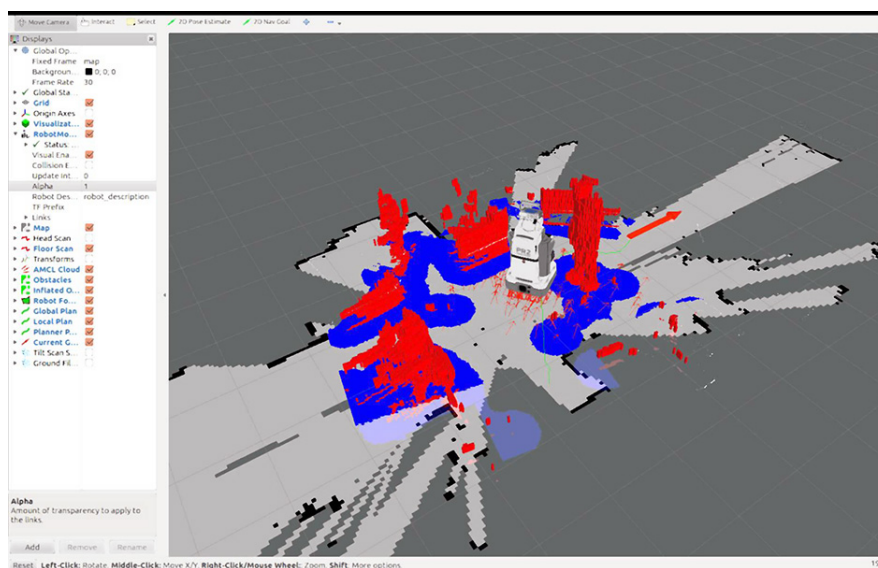 Move Camera Interact Select 2D Pose Estimate 2D Nav Goal
Displays
Global Op...
Fixed Frame map
Backgroun... 0; 0; 0
Frame Rate 30
Global Sta...
Grid
Origin Axes
Visualizat...
RobotMo...
Status: ...
Visual Ena...
Collision E...
Update Int... 0
Alpha 1
Robot Des... robot_description
TF Prefix
Links
Map
Head Scan
Floor Scan
Transforms
AMCL Cloud
Obstacles
Inflated O...
Robot Fo...
Global Plan
Local Plan
Planner P...
Current G...
Tilt Scan S...
Ground Fil...
PR2
Alpha
Amount of transparency to apply to
the links.
Add Remove Rename
Reset Left-Click: Rotate. Middle-Click: Move X/Y. Right-Click/Mouse Wheel: Zoom. Shift: More options.